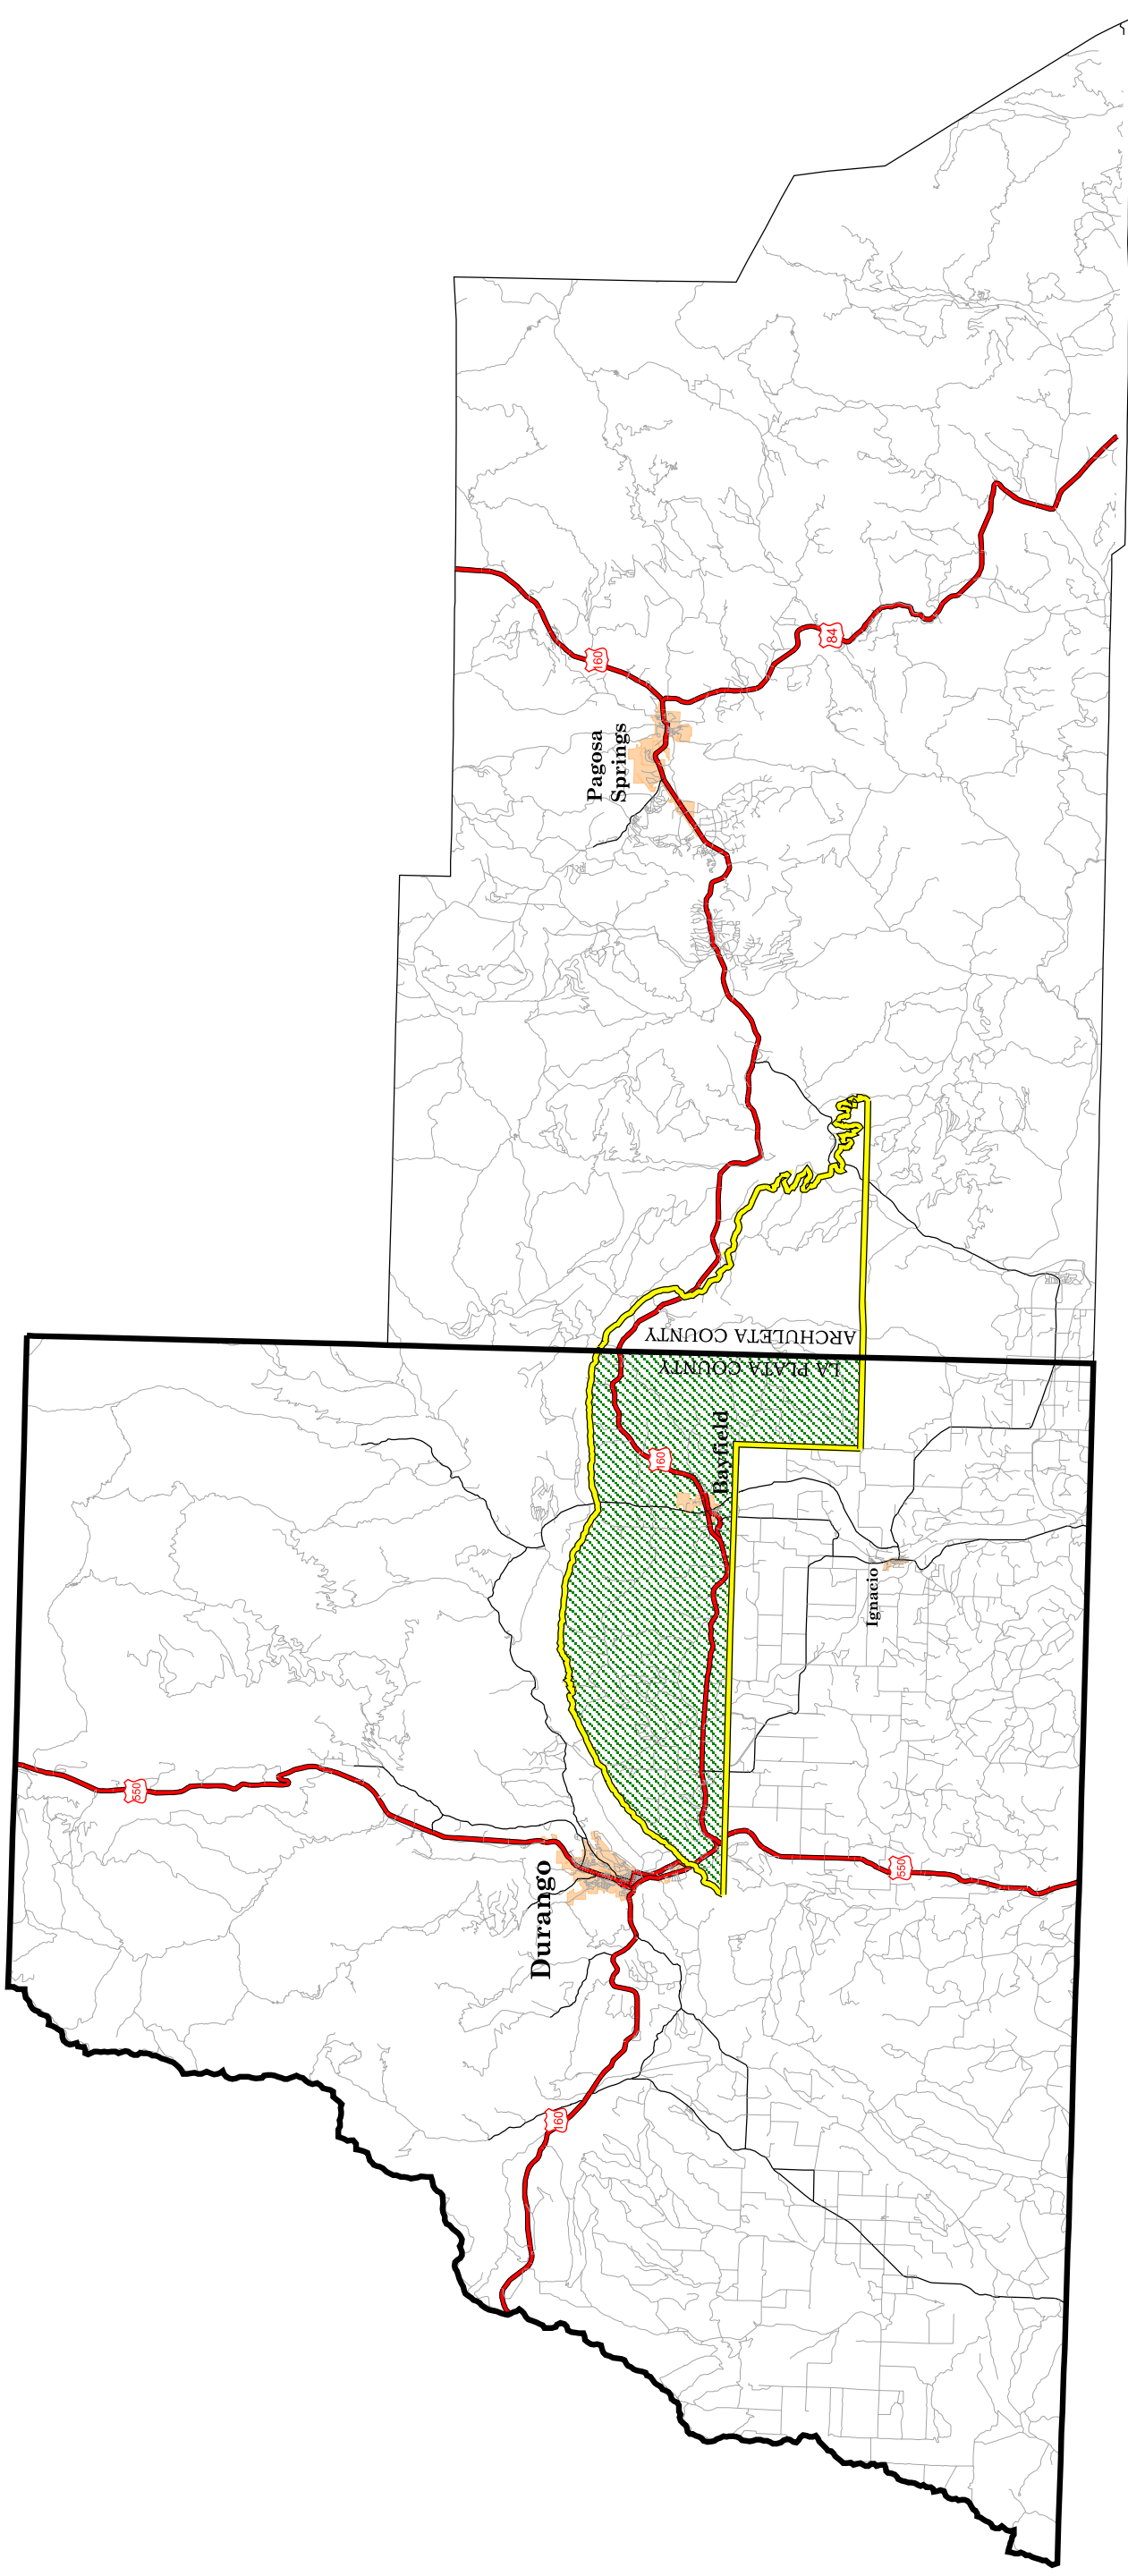 550
Durango
160
160
Bayfield
LA PLATA COUNTY
ARCHULETA COUNTY
Pagosa
Springs
160
84
550
Ignacio